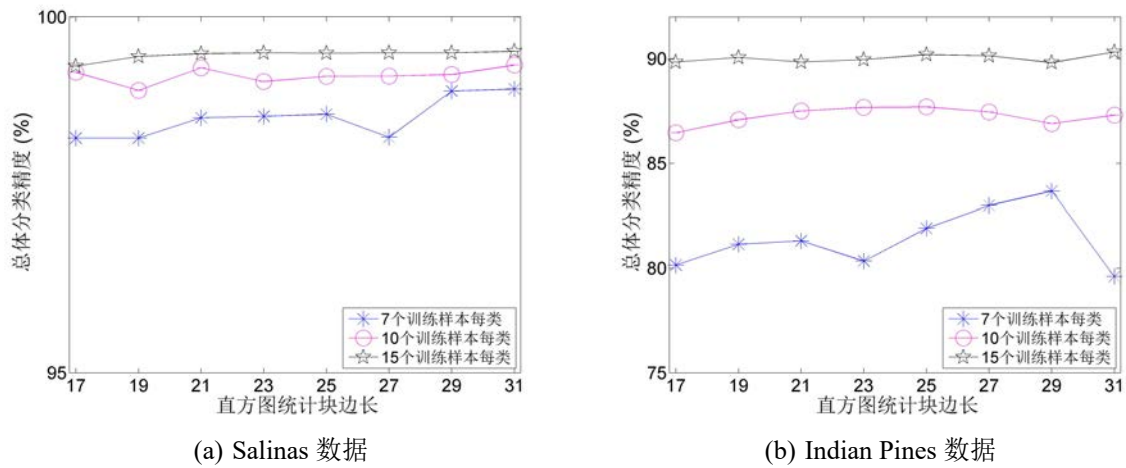 100
95
总体分类精度 (%)
17 19 21 23 25 27 29 31
直方图统计块边长
7个训练样本每类
10个训练样本每类
15个训练样本每类
(a) Salinas 数据
90
85
80
75
总体分类精度 (%)
17 19 21 23 25 27 29 31
直方图统计块边长
7个训练样本每类
10个训练样本每类
15个训练样本每类
(b) Indian Pines 数据